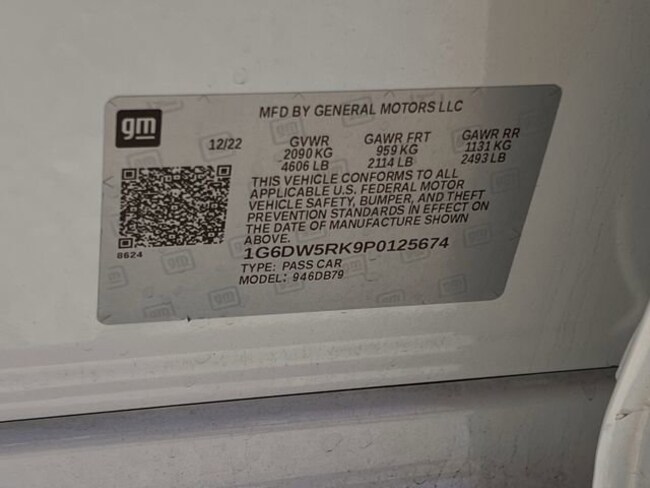 gm
MFD BY GENERAL MOTORS LLC
12/22 GVWR GAWR FRT GAWR RR
2090 KG 959 KG 1131 KG
4606 LB 2114 LB 2493 LB
THIS VEHICLE CONFORMS TO ALL
APPLICABLE U.S. FEDERAL MOTOR
VEHICLE SAFETY, BUMPER, AND THEFT
PREVENTION STANDARDS IN EFFECT ON
THE DATE OF MANUFACTURE SHOWN
ABOVE.
8624
1G6DW5RK9P0125674
TYPE: PASS CAR
MODEL: 946DB79